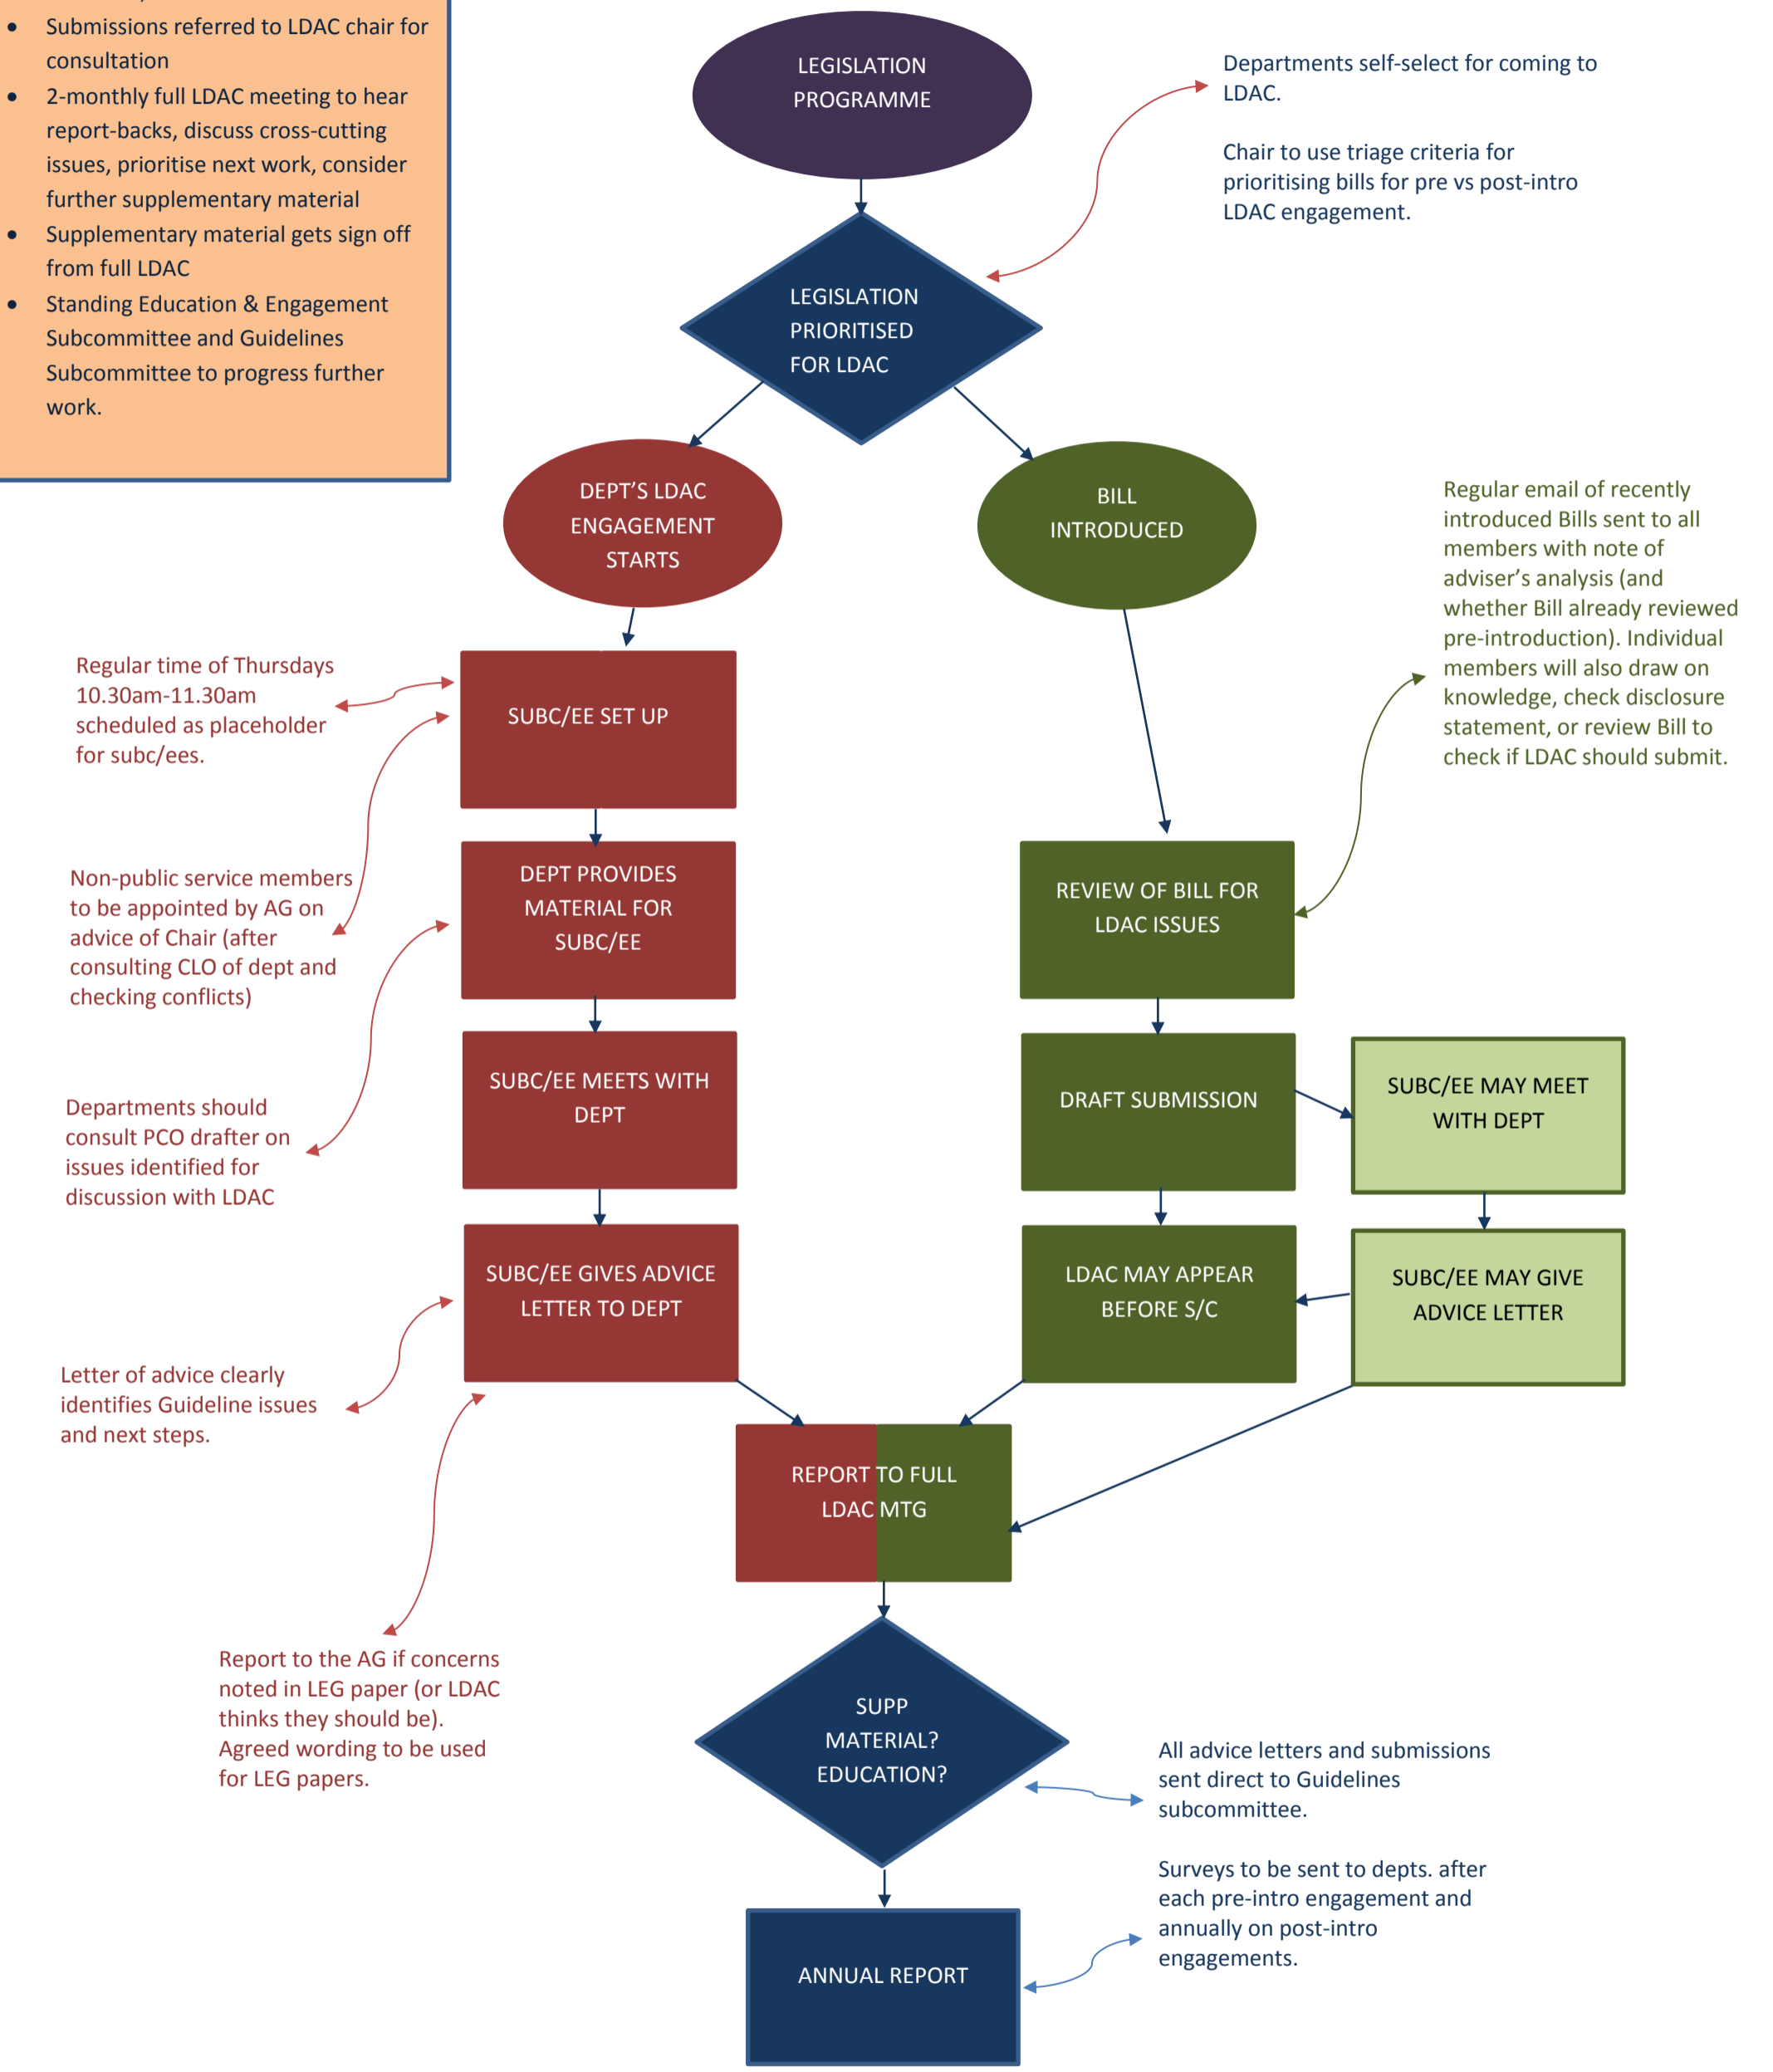 • Submissions referred to LDAC chair for
consultation
• 2-monthly full LDAC meeting to hear
report-backs, discuss cross-cutting
issues, prioritise next work, consider
further supplementary material
• Supplementary material gets sign off
from full LDAC
• Standing Education & Engagement
Subcommittee and Guidelines
Subcommittee to progress further
work.
LEGISLATION
PROGRAMME
Departments self-select for coming to
LDAC.
Chair to use triage criteria for
prioritising bills for pre vs post-intro
LDAC engagement.
LEGISLATION
PRIORITISED
FOR LDAC
DEPT’S LDAC
ENGAGEMENT
STARTS
BILL
INTRODUCED
Regular email of recently
introduced Bills sent to all
members with note of
adviser’s analysis (and
whether Bill already reviewed
pre-introduction). Individual
members will also draw on
knowledge, check disclosure
statement, or review Bill to
check if LDAC should submit.
Regular time of Thursdays
10.30am-11.30am
scheduled as placeholder
for subc/ees.
SUBC/EE SET UP
Non-public service members
to be appointed by AG on
advice of Chair (after
consulting CLO of dept and
checking conflicts)
DEPT PROVIDES
MATERIAL FOR
SUBC/EE
REVIEW OF BILL FOR
LDAC ISSUES
Departments should
consult PCO drafter on
issues identified for
discussion with LDAC
SUBC/EE MEETS WITH
DEPT
DRAFT SUBMISSION
SUBC/EE MAY MEET
WITH DEPT
SUBC/EE GIVES ADVICE
LETTER TO DEPT
LDAC MAY APPEAR
BEFORE S/C
SUBC/EE MAY GIVE
ADVICE LETTER
Letter of advice clearly
identifies Guideline issues
and next steps.
REPORT TO FULL
LDAC MTG
Report to the AG if concerns
noted in LEG paper (or LDAC
thinks they should be).
Agreed wording to be used
for LEG papers.
SUPP
MATERIAL?
EDUCATION?
All advice letters and submissions
sent direct to Guidelines
subcommittee.
Surveys to be sent to depts. after
each pre-intro engagement and
annually on post-intro
engagements.
ANNUAL REPORT